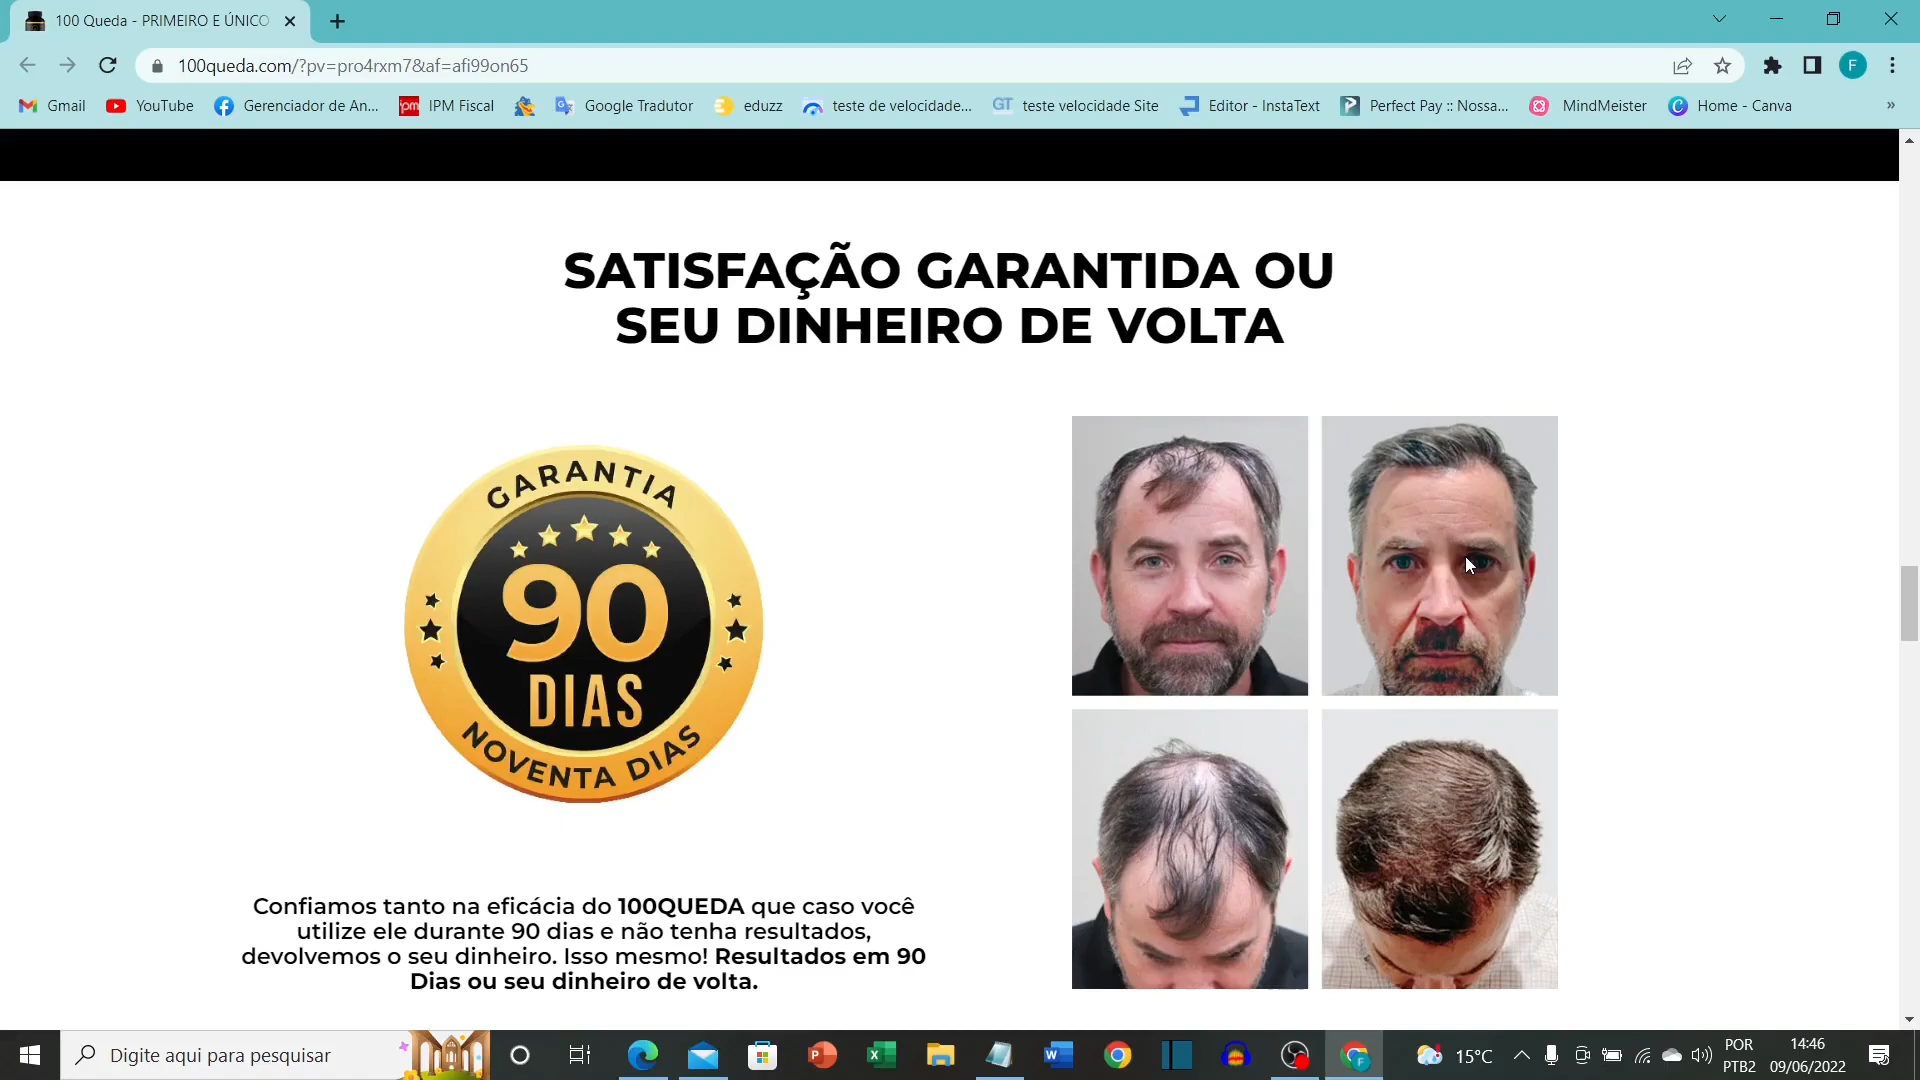 100 Queda - PRIMEIRO E ÚNICO
100queda.com/?pv=pro4rxm7&af=afi99on65
F
Gmail
YouTube
Gerenciador de An...
IPM Fiscal
Google Tradutor
eduzz
teste de velocidade...
GT
teste velocidade Site
Editor - InstaText
Perfect Pay :: Nossa...
MindMeister
Home - Canva
»
SATISFAÇÃO GARANTIDA OU
SEU DINHEIRO DE VOLTA
GARANTIA
90
DIAS
NOVENTA DIAS
Confiamos tanto na eficácia do 100QUEDA que caso você
utilize ele durante 90 dias e não tenha resultados,
devolvemos o seu dinheiro. Isso mesmo! Resultados em 90
Dias ou seu dinheiro de volta.
Digite aqui para pesquisar
15°C
POR
PTB2
14:46
09/06/2022